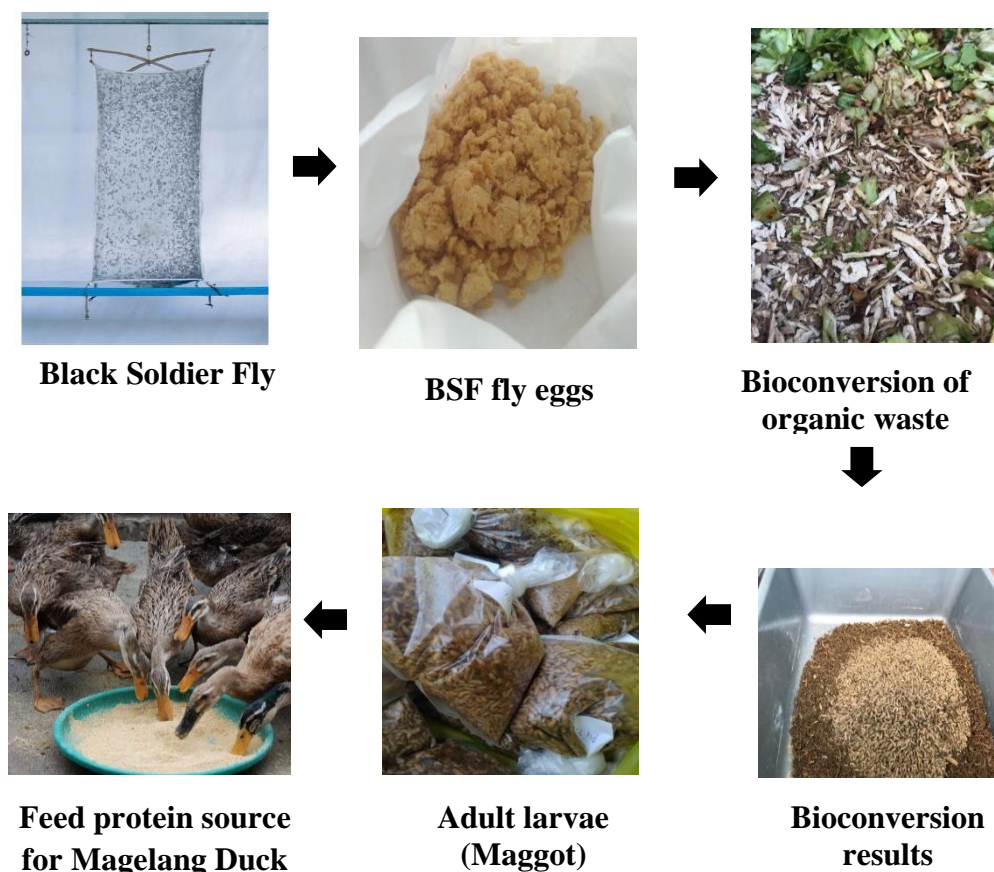 Black Soldier Fly
BSF fly eggs
Bioconversion of
organic waste
Feed protein source
for Magelang Duck
Adult larvae
(Maggot)
Bioconversion
results